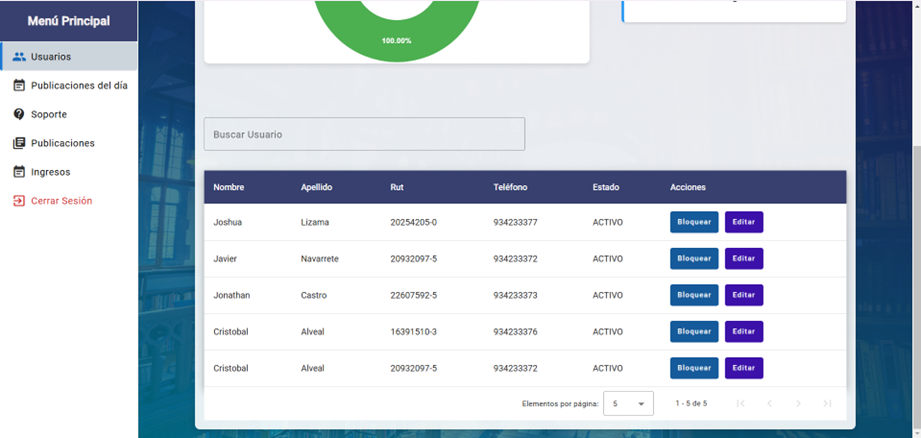 Menú Principal
Usuarios
Publicaciones del día
Soporte
Publicaciones
Ingresos
Cerrar Sesión
100.00%
Buscar Usuario
Nombre Apellido Rut Teléfono Estado Acciones
Joshua Lizama 20254205-0 934233377 ACTIVO Bloquear Editar
Javier Navarrete 20932097-5 934233372 ACTIVO Bloquear Editar
Jonathan Castro 22607592-5 934233373 ACTIVO Bloquear Editar
Cristobal Alveal 16391510-3 934233376 ACTIVO Bloquear Editar
Cristobal Alveal 20932097-5 934233372 ACTIVO Bloquear Editar
Elementos por página: 5 1 - 5 de 5